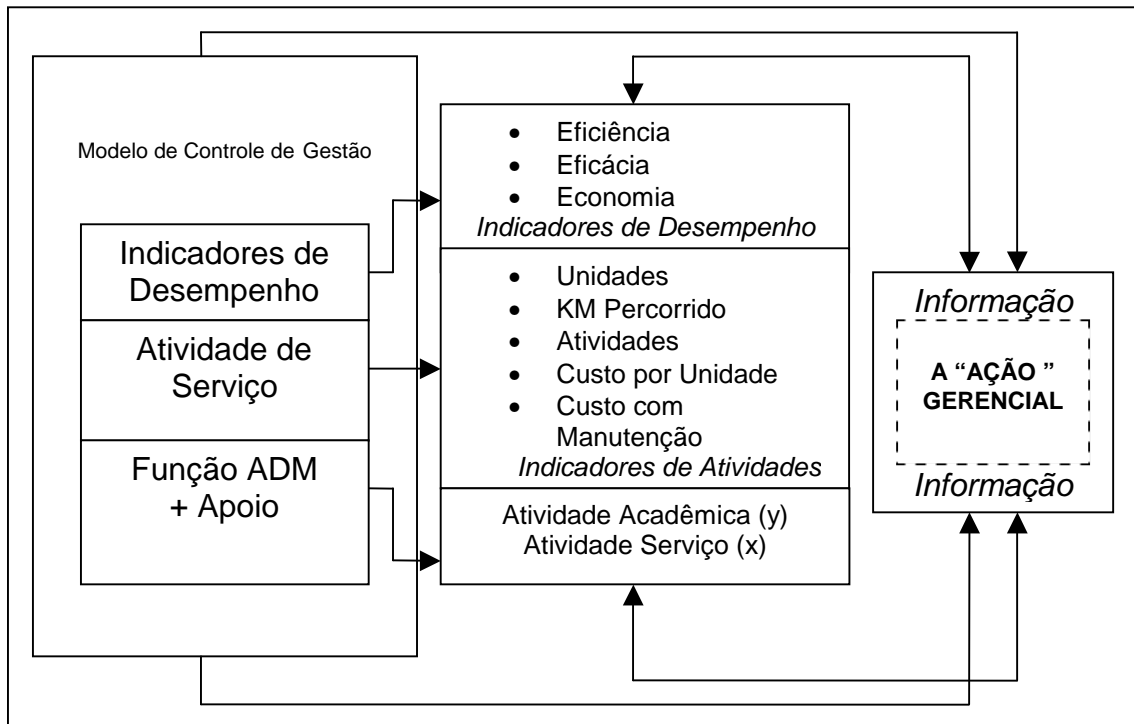 Modelo de Controle de Gestão
Indicadores de
Desempenho
Atividade de
Serviço
Função ADM
+ Apoio
• Eficiência
• Eficácia
• Economia
Indicadores de Desempenho
• Unidades
• KM Percorrido
• Atividades
• Custo por Unidade
• Custo com
Manutenção
Indicadores de Atividades
Atividade Acadêmica (y)
Atividade Serviço (x)
Informação
A “AÇÃO ”
GERENCIAL
Informação